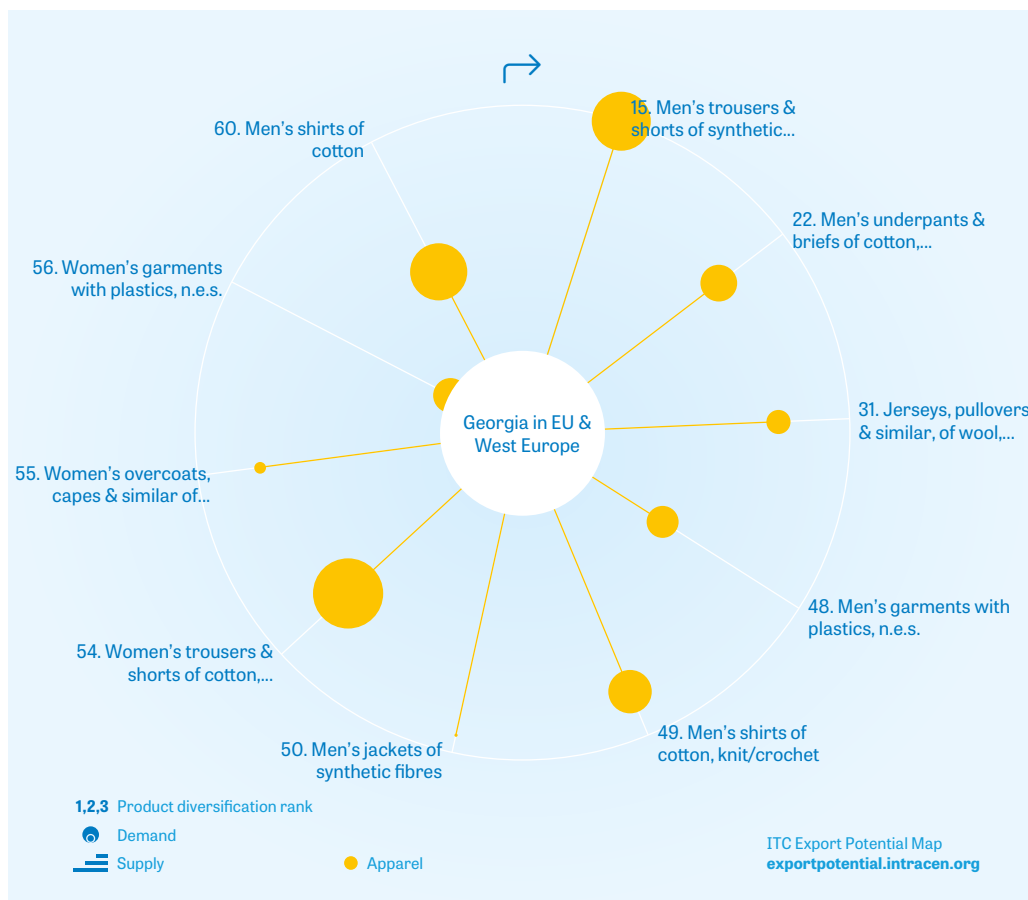 15. Men's trousers &
shorts of synthetic...
22. Men's underpants &
briefs of cotton,...
31. Jerseys, pullovers
& similar, of wool,...
48. Men's garments with
plastics, n.e.s.
49. Men's shirts of
cotton, knit/crochet
50. Men's jackets of
synthetic fibres
54. Women's trousers &
shorts of cotton,...
55. Women's overcoats,
capes & similar of...
56. Women's garments
with plastics, n.e.s.
60. Men's shirts of
cotton
Georgia in EU &
West Europe
1,2,3 Product diversification rank
Demand
Supply
Apparel
ITC Export Potential Map
exportpotential.intracen.org